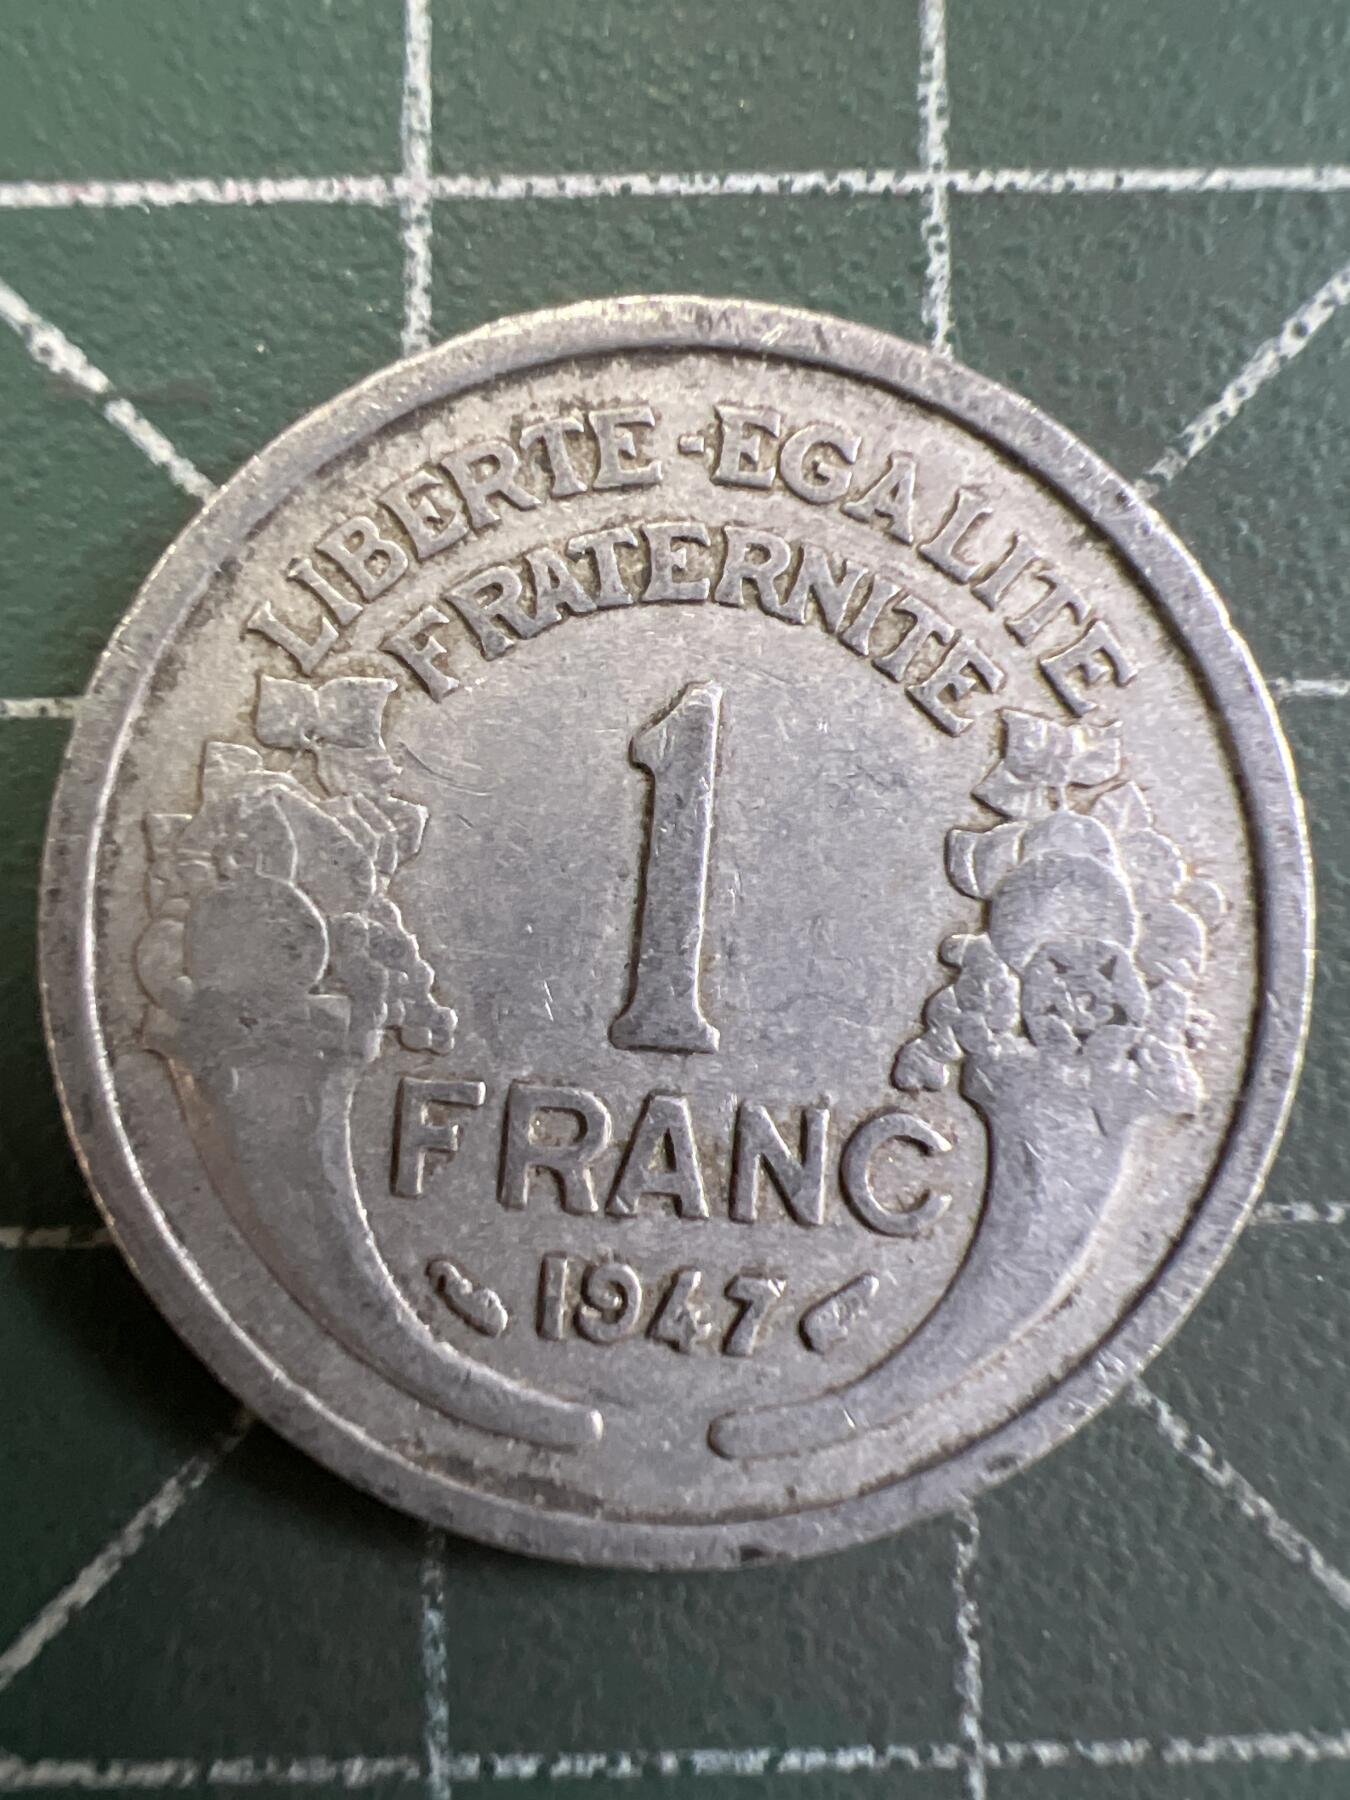 LIBERTE-EGALITE
FRATERNITE
1
FRANC
1947